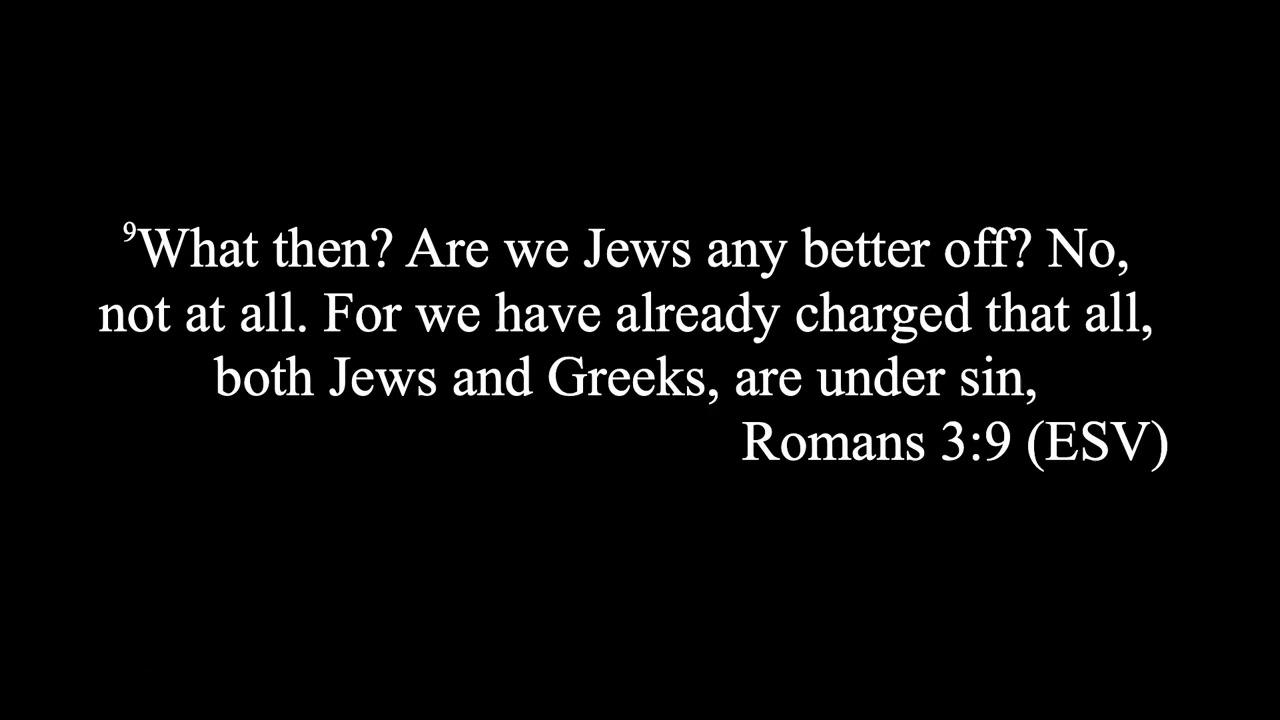 ⁹What then? Are we Jews any better off? No,
not at all. For we have already charged that all,
both Jews and Greeks, are under sin,
Romans 3:9 (ESV)